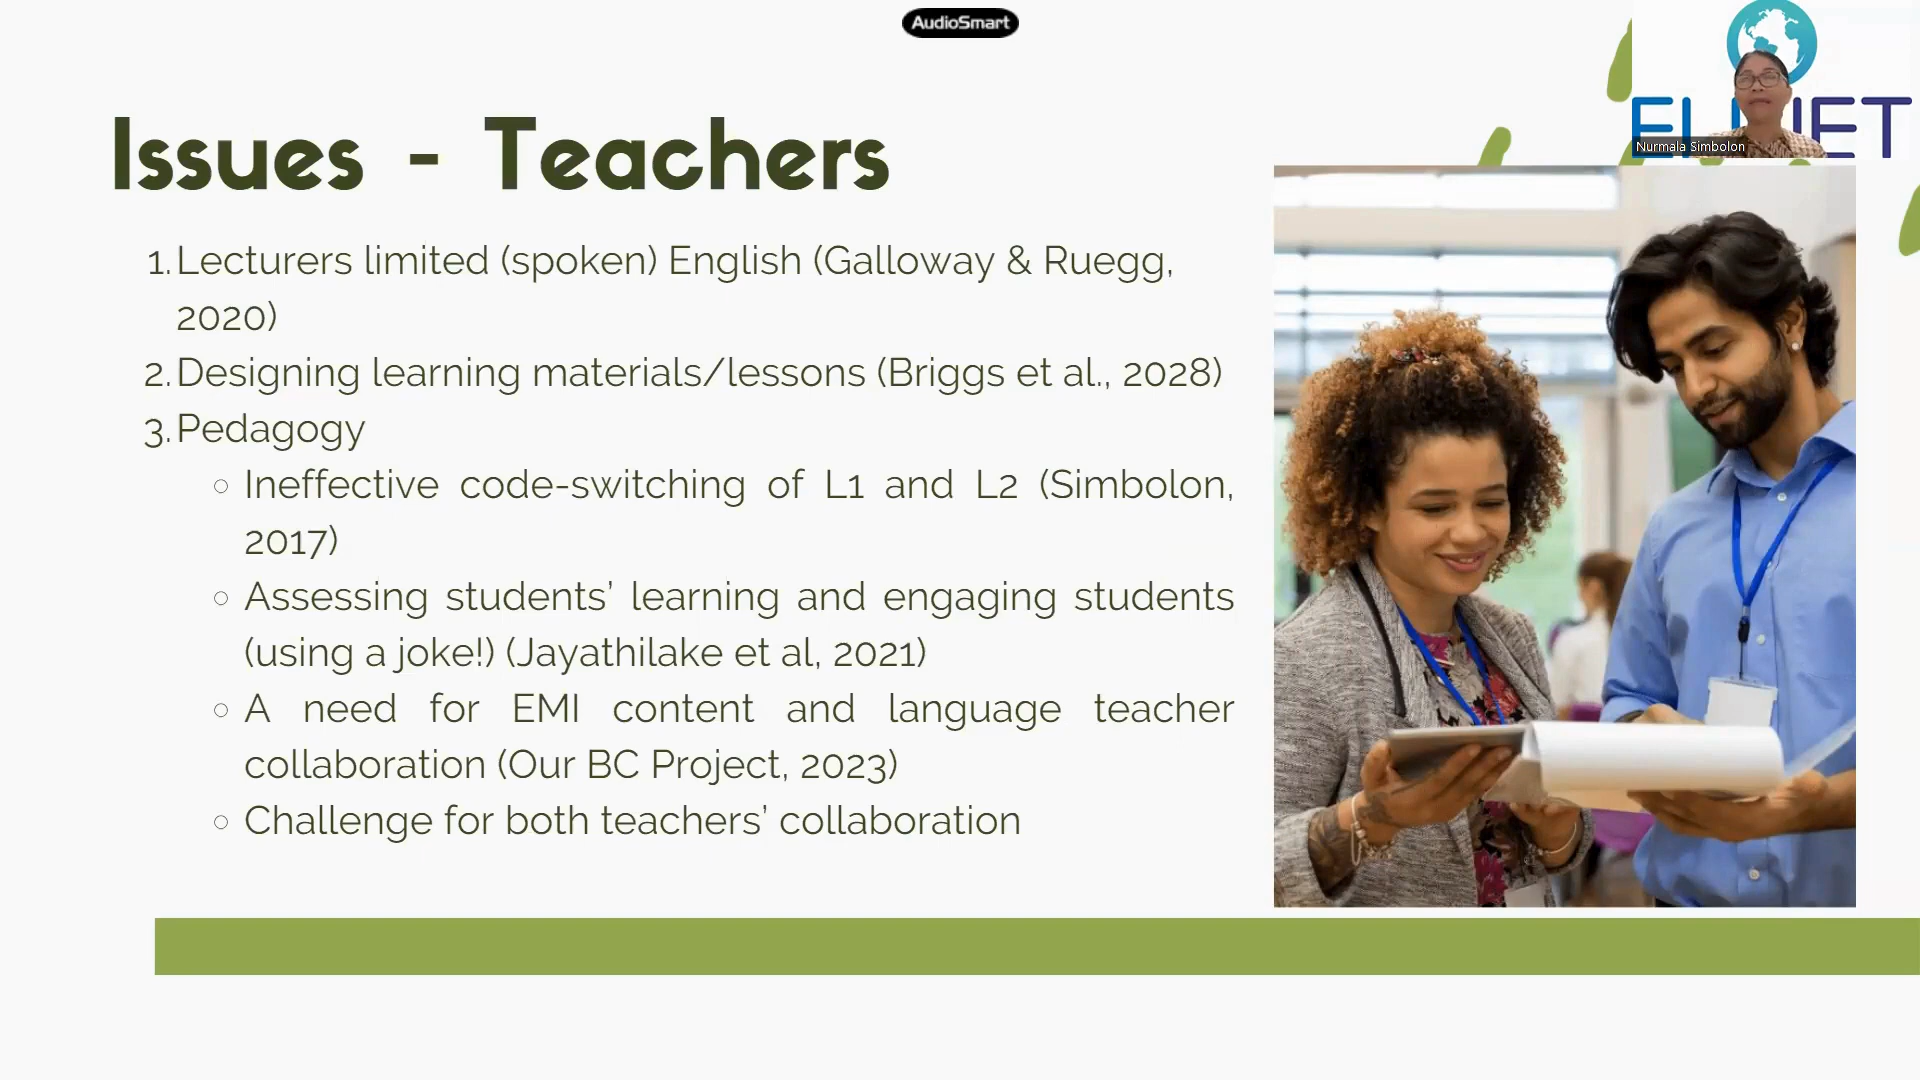 AudioSmart
Nurmala Simbolon
Issues - Teachers
1. Lecturers limited (spoken) English (Galloway & Ruegg,
2020)
2. Designing learning materials/lessons (Briggs et al., 2028)
3. Pedagogy
○ Ineffective code-switching of L1 and L2 (Simbolon,
2017)
○ Assessing students’ learning and engaging students
(using a joke!) (Jayathilake et al, 2021)
○ A need for EMI content and language teacher
collaboration (Our BC Project, 2023)
○ Challenge for both teachers’ collaboration